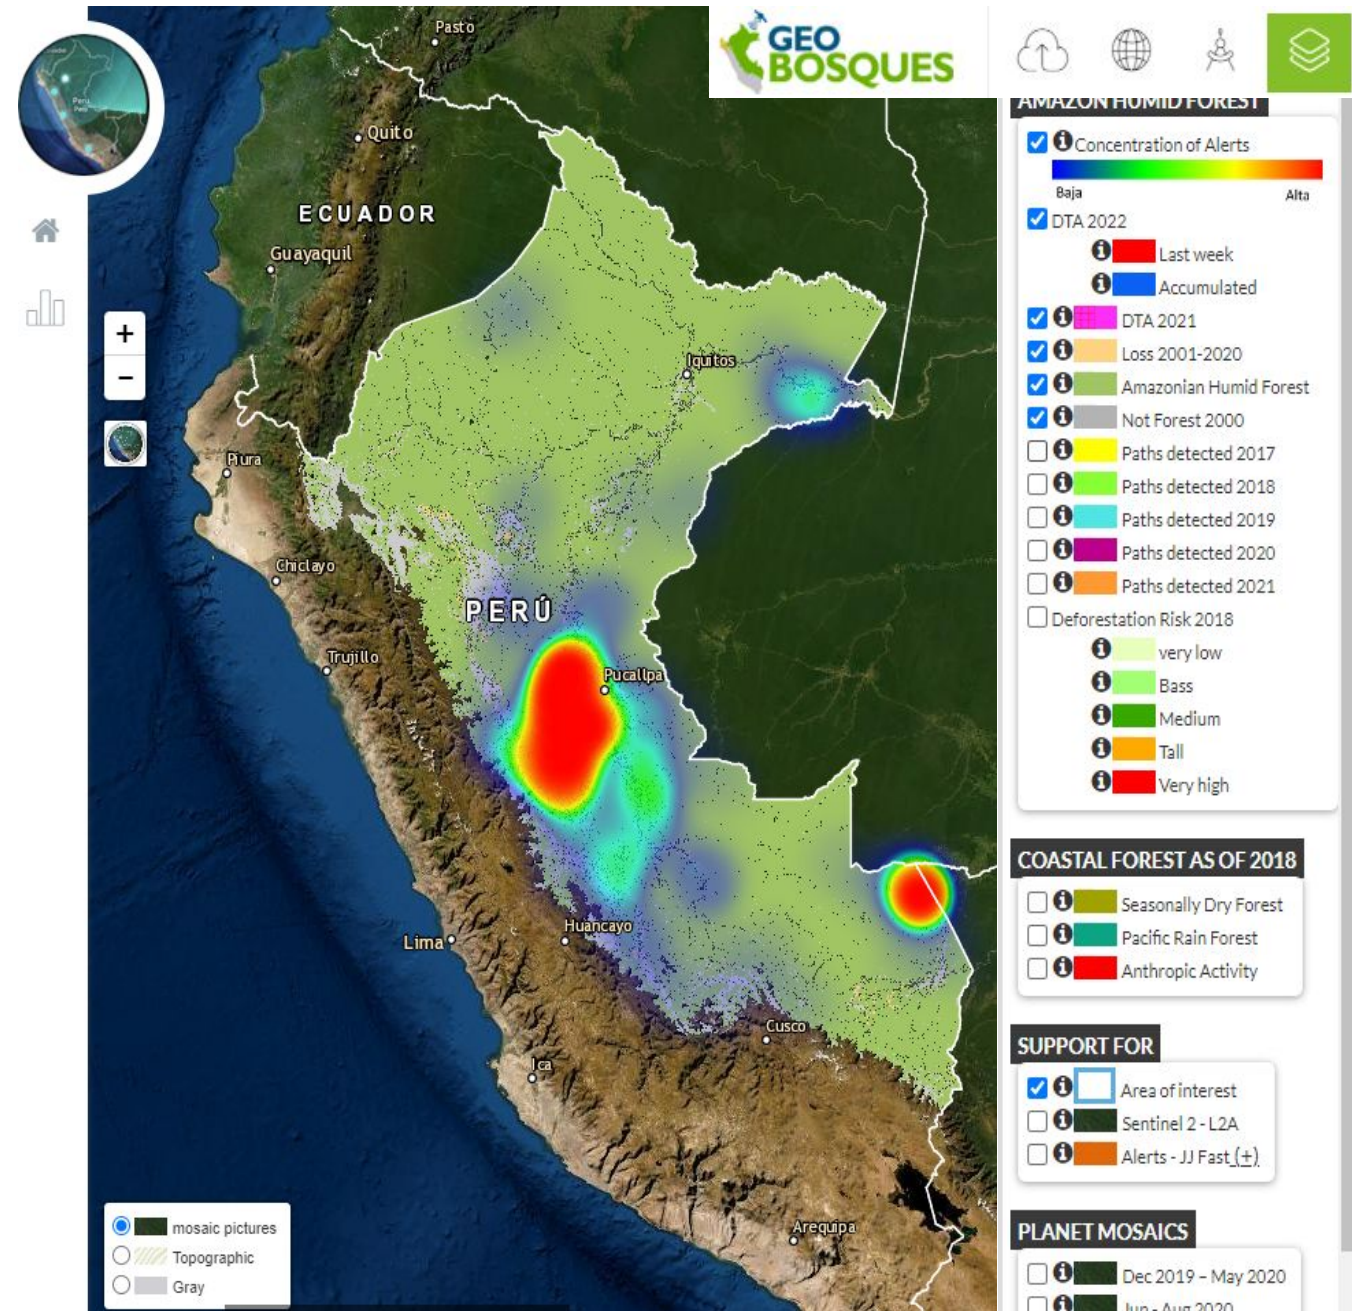 GEO
BOSQUES
Pasto
Quito
ECUADOR
Guayaquil
Iquitos
Piura
Chiclayo
PERÚ
Trujillo
Pucallpa
Huancayo
Lima
Cusco
Ica
Arequipa
+
−
mosaic pictures
Topographic
Gray
AMAZON HUMID FOREST
Concentration of Alerts
Baja
Alta
DTA 2022
Last week
Accumulated
DTA 2021
Loss 2001-2020
Amazonian Humid Forest
Not Forest 2000
Paths detected 2017
Paths detected 2018
Paths detected 2019
Paths detected 2020
Paths detected 2021
Deforestation Risk 2018
very low
Bass
Medium
Tall
Very high
COASTAL FOREST AS OF 2018
Seasonally Dry Forest
Pacific Rain Forest
Anthropic Activity
SUPPORT FOR
Area of interest
Sentinel 2 - L2A
Alerts - JJ Fast (+)
PLANET MOSAICS
Dec 2019 – May 2020
Jun - Aug 2020